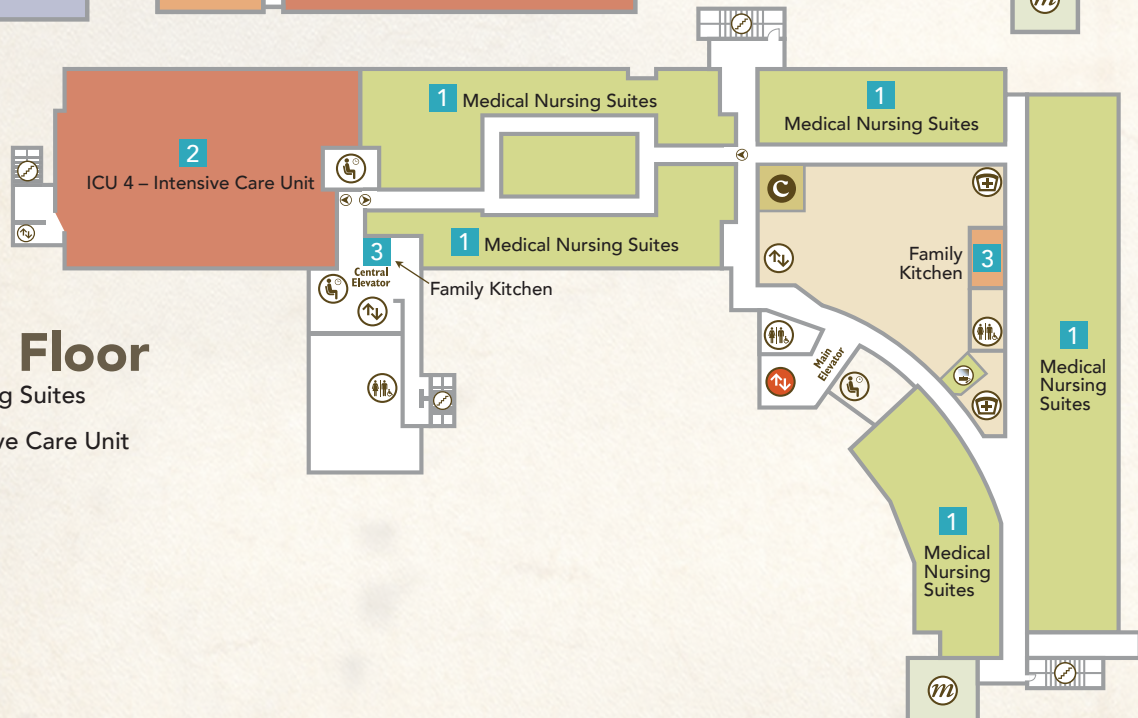 m
1 Medical Nursing Suites
1
Medical Nursing Suites
2
ICU 4 – Intensive Care Unit
C
1 Medical Nursing Suites
3
Central
Elevator
Family Kitchen
Family
Kitchen
3
Floor
g Suites
ve Care Unit
Main
Elevator
1
Medical
Nursing
Suites
1
Medical
Nursing
Suites
m